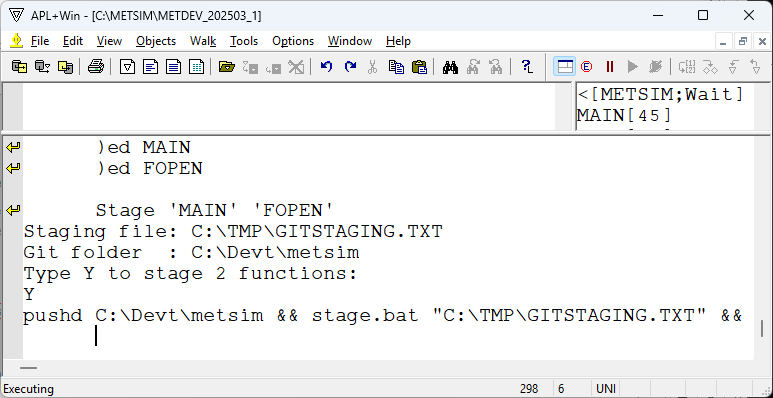 APL+Win - [C:\METSIM\METDEV_202503_1]
File Edit View Objects Walk Tools Options Window Help
<[METSIM;Wait]
MAIN[45]
)ed MAIN
)ed FOPEN
Stage 'MAIN' 'FOPEN'
Staging file: C:\TMP\GITSTAGING.TXT
Git folder  : C:\Devt\metsim
Type Y to stage 2 functions:
Y
pushd C:\Devt\metsim && stage.bat "C:\TMP\GITSTAGING.TXT" &&
Executing 298 6 UNI